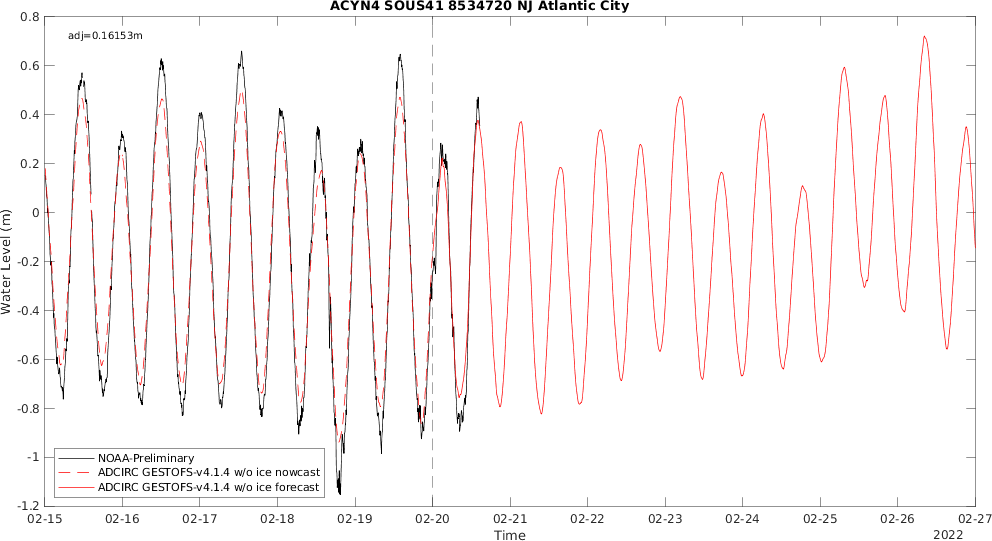 ACYN4 SOUS41 8534720 NJ Atlantic City
adj=0.16153m
0.8
0.6
0.4
0.2
0
-0.2
-0.4
-0.6
-0.8
-1
-1.2
Water Level (m)
NOAA-Preliminary
ADCIRC GESTOFS-v4.1.4 w/o ice nowcast
ADCIRC GESTOFS-v4.1.4 w/o ice forecast
02-15 02-16 02-17 02-18 02-19 02-20 02-21 02-22 02-23 02-24 02-25 02-26 02-27
Time
2022